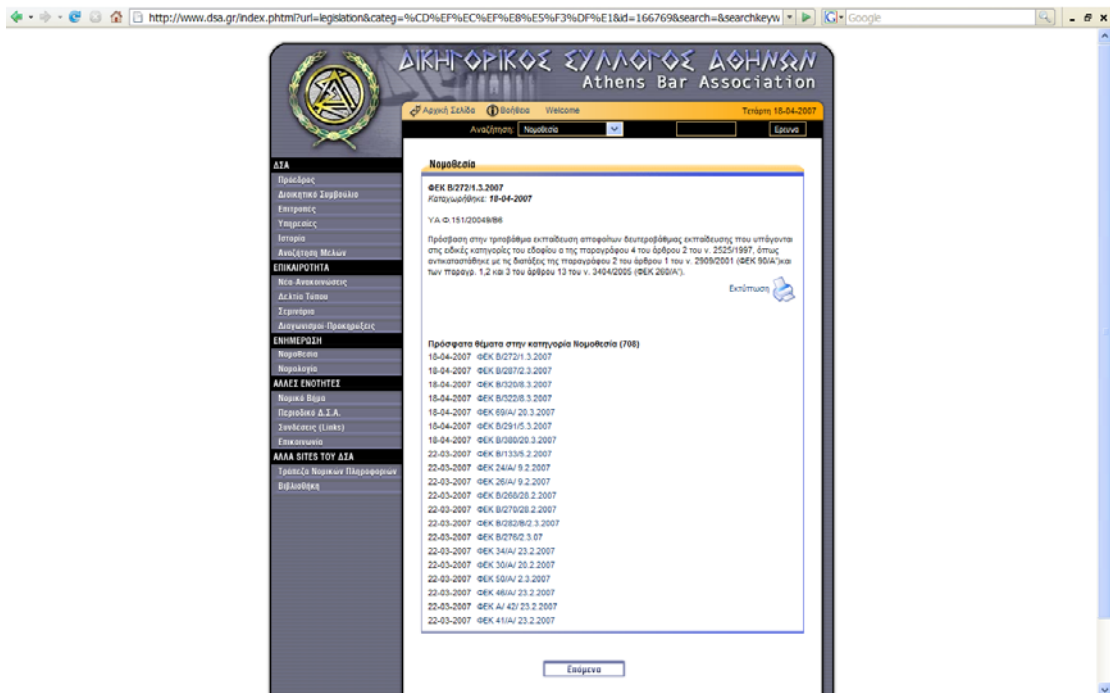 http://www.dsa.gr/index.phtml?url=legislation&categ=%CD%EF%EC%EF%E8%E5%F3%DF%E1&id=166769&search=&searchkeyw
Google
ΔΙΚΗΓΟΡΙΚΟΣ ΣΥΛΛΟΓΟΣ ΑΘΗΝΩΝ
Athens Bar Association
Αρχική Σελίδα Βοήθεια Welcome Τετάρτη 18-04-2007
Αναζήτηση: Νομοθεσία Ερευνα
ΔΣΑ
Πρόεδρος
Διοικητικό Συμβούλιο
Επιτροπές
Υπηρεσίες
Ιστορία
Αναζήτηση Μελών
ΕΠΙΚΑΙΡΟΤΗΤΑ
Νέα-Ανακοινώσεις
Δελτία Τύπου
Σεμινάρια
Διαγωνισμοί-Προκηρύξεις
ΕΝΗΜΕΡΩΣΗ
Νομοθεσία
Νομολογία
ΑΛΛΕΣ ΕΝΟΤΗΤΕΣ
Νομικό Βήμα
Περιοδικό Δ.Σ.Α.
Συνδέσεις (Links)
Επικοινωνία
ΑΛΛΑ SITES ΤΟΥ ΔΣΑ
Τράπεζα Νομικών Πληροφοριών
Βιβλιοθήκη
Νομοθεσία
ΦΕΚ Β/272/1.3.2007
Καταχωρήθηκε: 18-04-2007
Υ.Α Φ.151/20049/Β6
Πρόσβαση στην τριτοβάθμια εκπαίδευση αποφοίτων δευτεροβάθμιας εκπαίδευσης που υπάγονται
στις ειδικές κατηγορίες του εδαφίου α της παραγράφου 4 του άρθρου 2 του ν. 2525/1997, όπως
αντικαταστάθηκε με τις διατάξεις της παραγράφου 2 του άρθρου 1 του ν. 2909/2001 (ΦΕΚ 90/Α')και
των παραγρ. 1,2 και 3 του άρθρου 13 του ν. 3404/2005 (ΦΕΚ 260/Α').
Εκτύπωση
Πρόσφατα θέματα στην κατηγορία Νομοθεσία (708)
18-04-2007 ΦΕΚ Β/272/1.3.2007
18-04-2007 ΦΕΚ Β/287/2.3.2007
18-04-2007 ΦΕΚ Β/320/8.3.2007
18-04-2007 ΦΕΚ Β/322/8.3.2007
18-04-2007 ΦΕΚ 69/Α/ 20.3.2007
18-04-2007 ΦΕΚ Β/291/5.3.2007
18-04-2007 ΦΕΚ Β/380/20.3.2007
22-03-2007 ΦΕΚ Β/133/5.2.2007
22-03-2007 ΦΕΚ 24/Α/ 9.2.2007
22-03-2007 ΦΕΚ 26/Α/ 9.2.2007
22-03-2007 ΦΕΚ Β/268/28.2.2007
22-03-2007 ΦΕΚ Β/270/28.2.2007
22-03-2007 ΦΕΚ Β/282/Β/2.3.2007
22-03-2007 ΦΕΚ Β/276/2.3.07
22-03-2007 ΦΕΚ 34/Α/ 23.2.2007
22-03-2007 ΦΕΚ 30/Α/ 20.2.2007
22-03-2007 ΦΕΚ 50/Α/ 2.3.2007
22-03-2007 ΦΕΚ 46/Α/ 23.2.2007
22-03-2007 ΦΕΚ Α/ 42/ 23.2.2007
22-03-2007 ΦΕΚ 41/Α/ 23.2.2007
Επόμενα